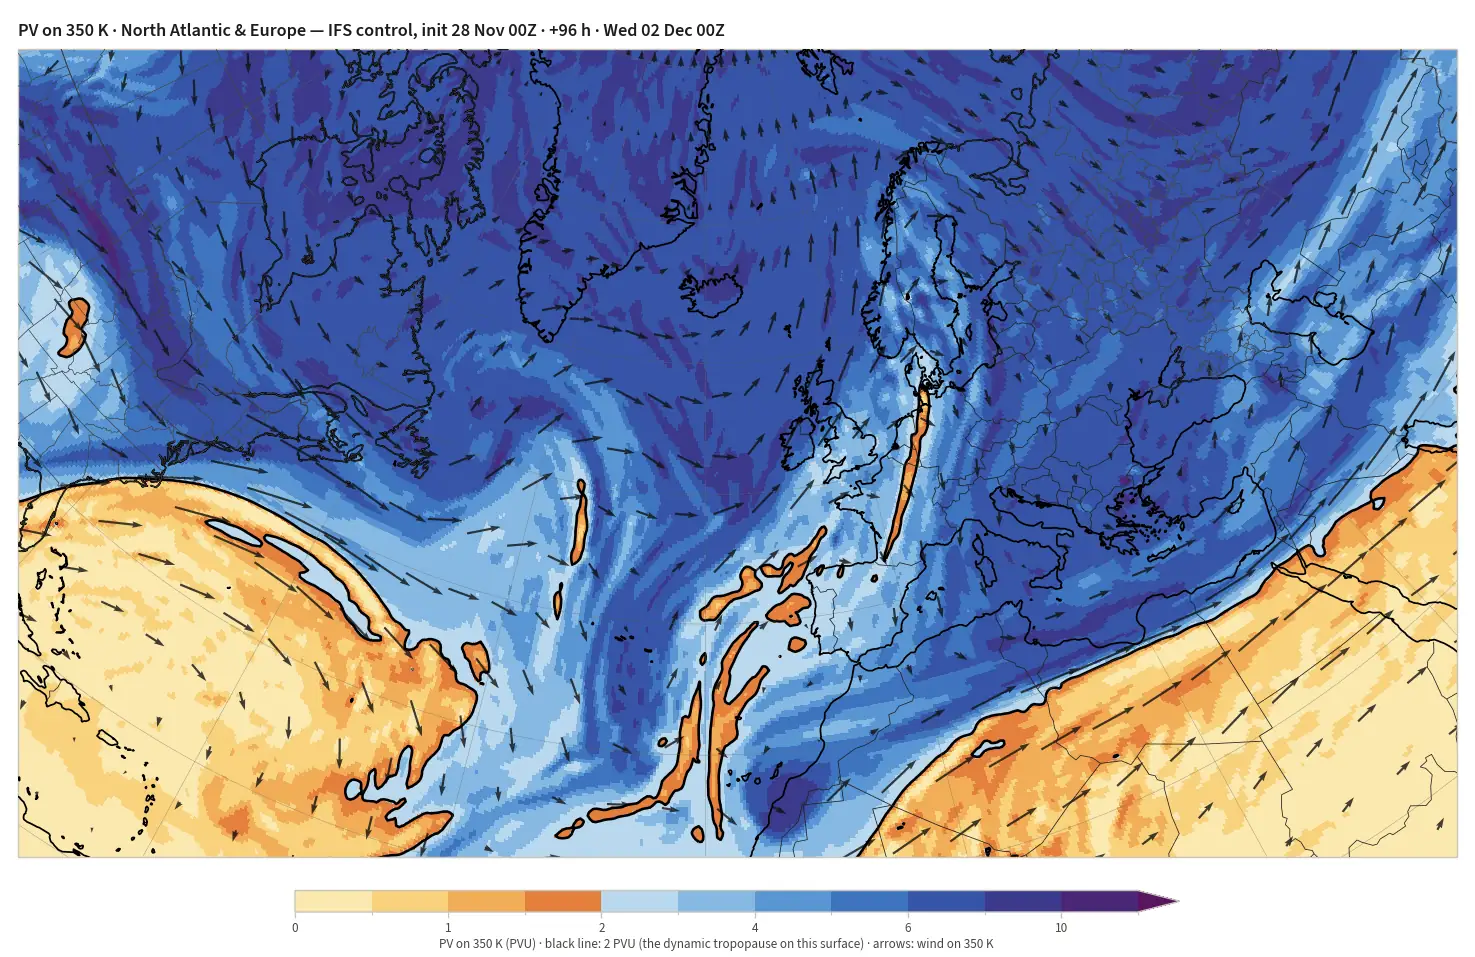 PV on 350 K · North Atlantic & Europe — IFS control, init 28 Nov 00Z · +96 h · Wed 02 Dec 00Z
0 1 2 4 6 10
PV on 350 K (PVU) · black line: 2 PVU (the dynamic tropopause on this surface) · arrows: wind on 350 K